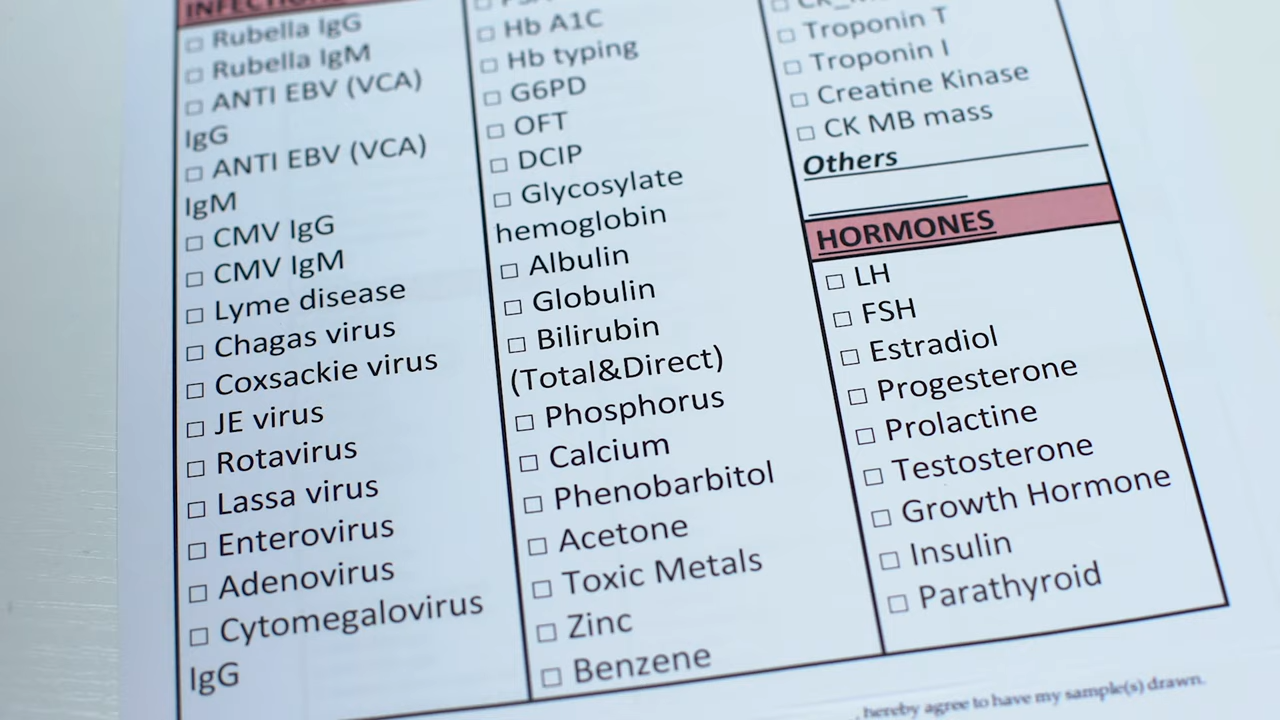 Rubella IgG
Rubella IgM
ANTI EBV (VCA)
IgG
ANTI EBV (VCA)
IgM
CMV IgG
CMV IgM
Lyme disease
Chagas virus
Coxsackie virus
JE virus
Rotavirus
Lassa virus
Enterovirus
Adenovirus
Cytomegalovirus
IgG
Hb A1C
Hb typing
G6PD
OFT
DCIP
Glycosylate
hemoglobin
Albulin
Globulin
Bilirubin
(Total&Direct)
Phosphorus
Calcium
Phenobarbitol
Acetone
Toxic Metals
Zinc
Benzene
Troponin T
Troponin I
Creatine Kinase
CK MB mass
Others
HORMONES
LH
FSH
Estradiol
Progesterone
Prolactine
Testosterone
Growth Hormone
Insulin
Parathyroid
, hereby agree to have my sample(s) drawn.